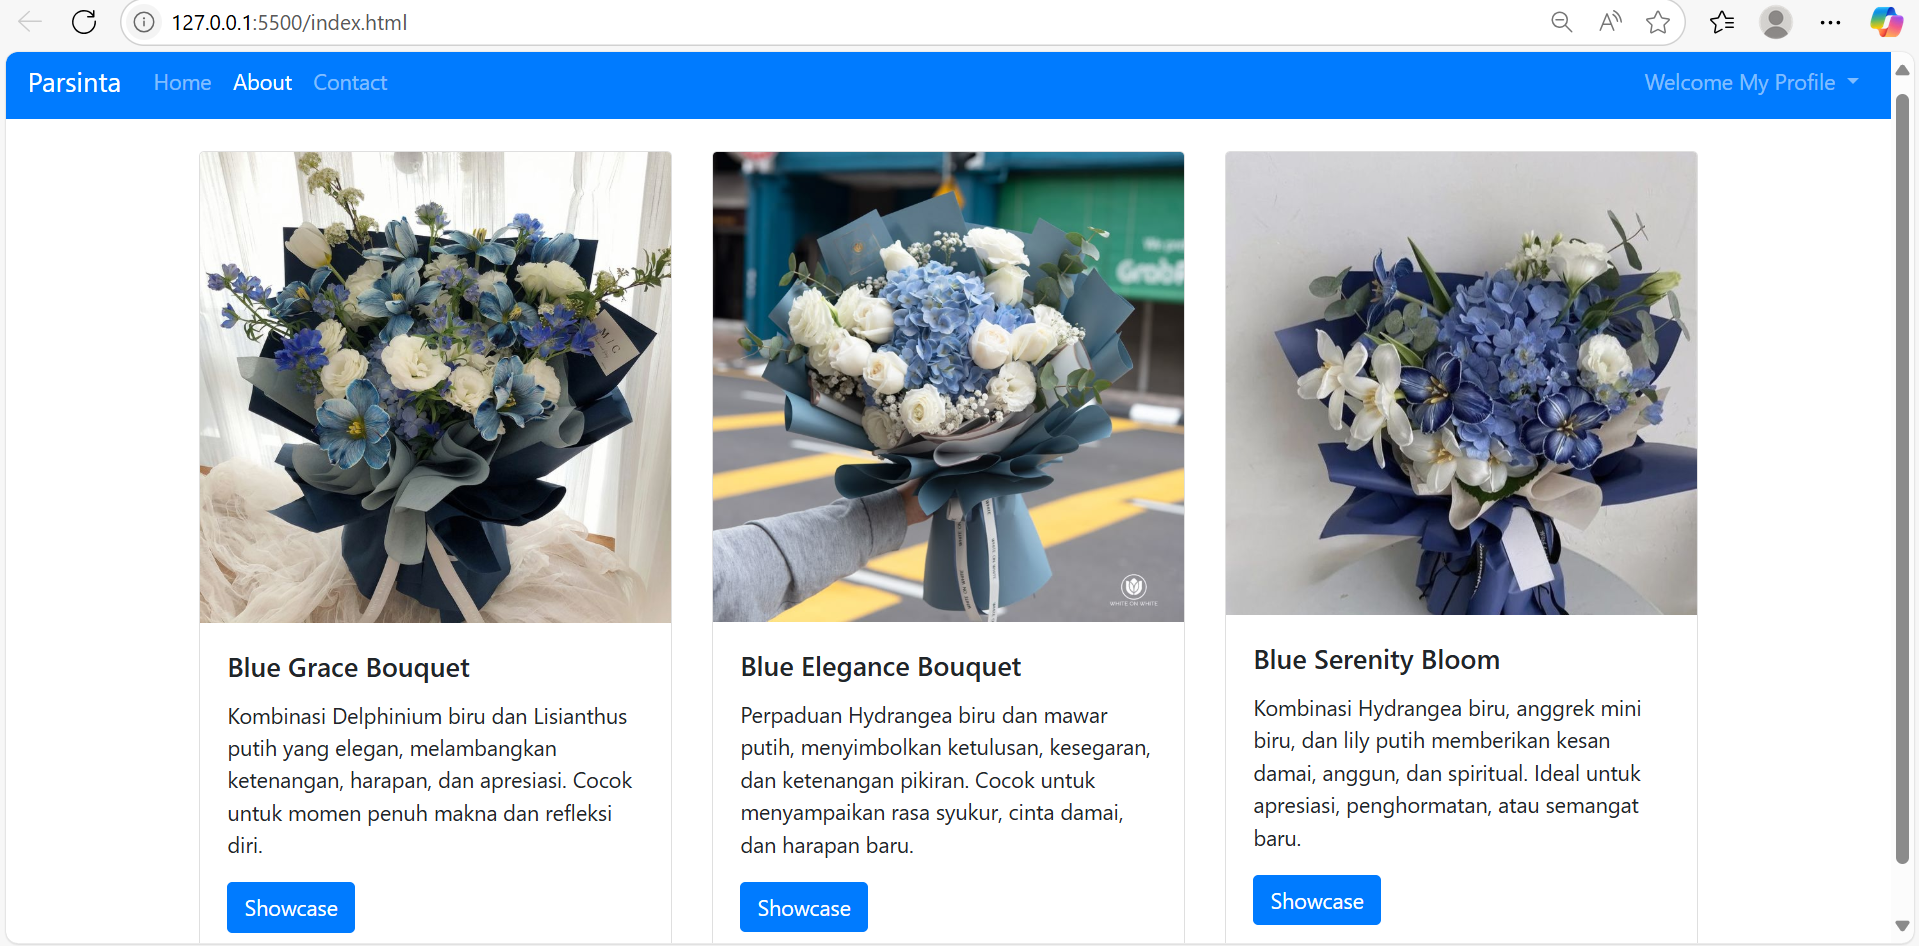 127.0.0.1:5500/index.html
Parsinta Home About Contact Welcome My Profile
M | C
Grab
WHITE ON WHITE
Blue Grace Bouquet
Kombinasi Delphinium biru dan Lisianthus
putih yang elegan, melambangkan
ketenangan, harapan, dan apresiasi. Cocok
untuk momen penuh makna dan refleksi
diri.
Showcase
Blue Elegance Bouquet
Perpaduan Hydrangea biru dan mawar
putih, menyimbolkan ketulusan, kesegaran,
dan ketenangan pikiran. Cocok untuk
menyampaikan rasa syukur, cinta damai,
dan harapan baru.
Showcase
Blue Serenity Bloom
Kombinasi Hydrangea biru, anggrek mini
biru, dan lily putih memberikan kesan
damai, anggun, dan spiritual. Ideal untuk
apresiasi, penghormatan, atau semangat
baru.
Showcase